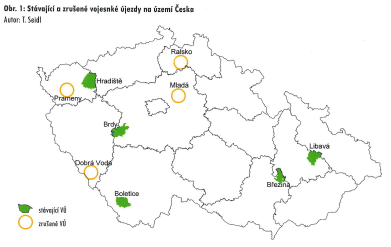 Obr. 1: Stávající a zrušené vojesnké újezdy na území Česka
Autor: T. Seidl
Ralsko
Hradiště
Mladá
Prameny
Brdy
Libavá
Dobrá Voda
Březina
Boletice
stávající VÚ
zrušené VÚ